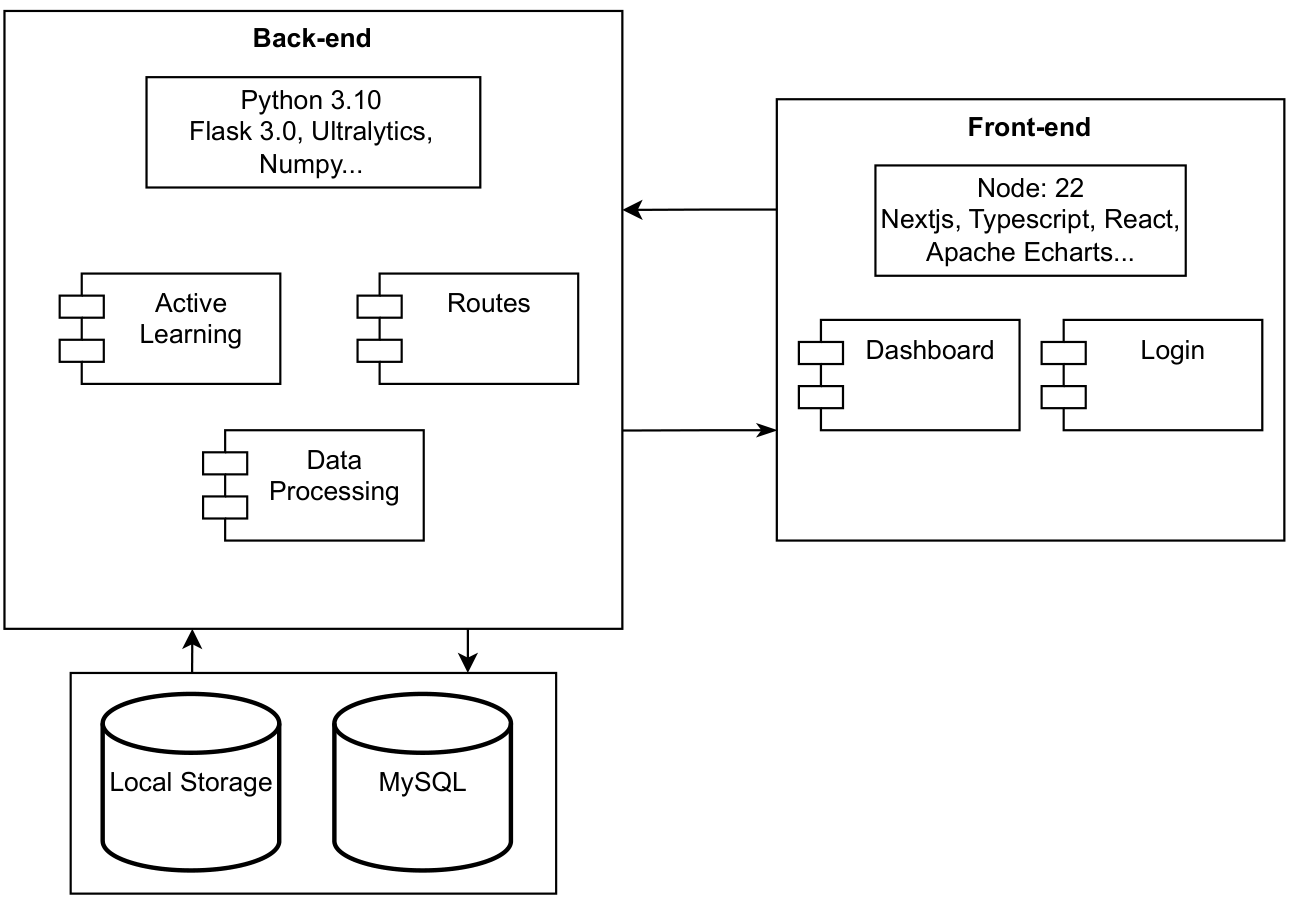 Back-end
Python 3.10
Flask 3.0, Ultralytics,
Numpy...
Active
Learning
Routes
Data
Processing
Front-end
Node: 22
Nextjs, Typescript, React,
Apache Echarts...
Dashboard
Login
Local Storage
MySQL